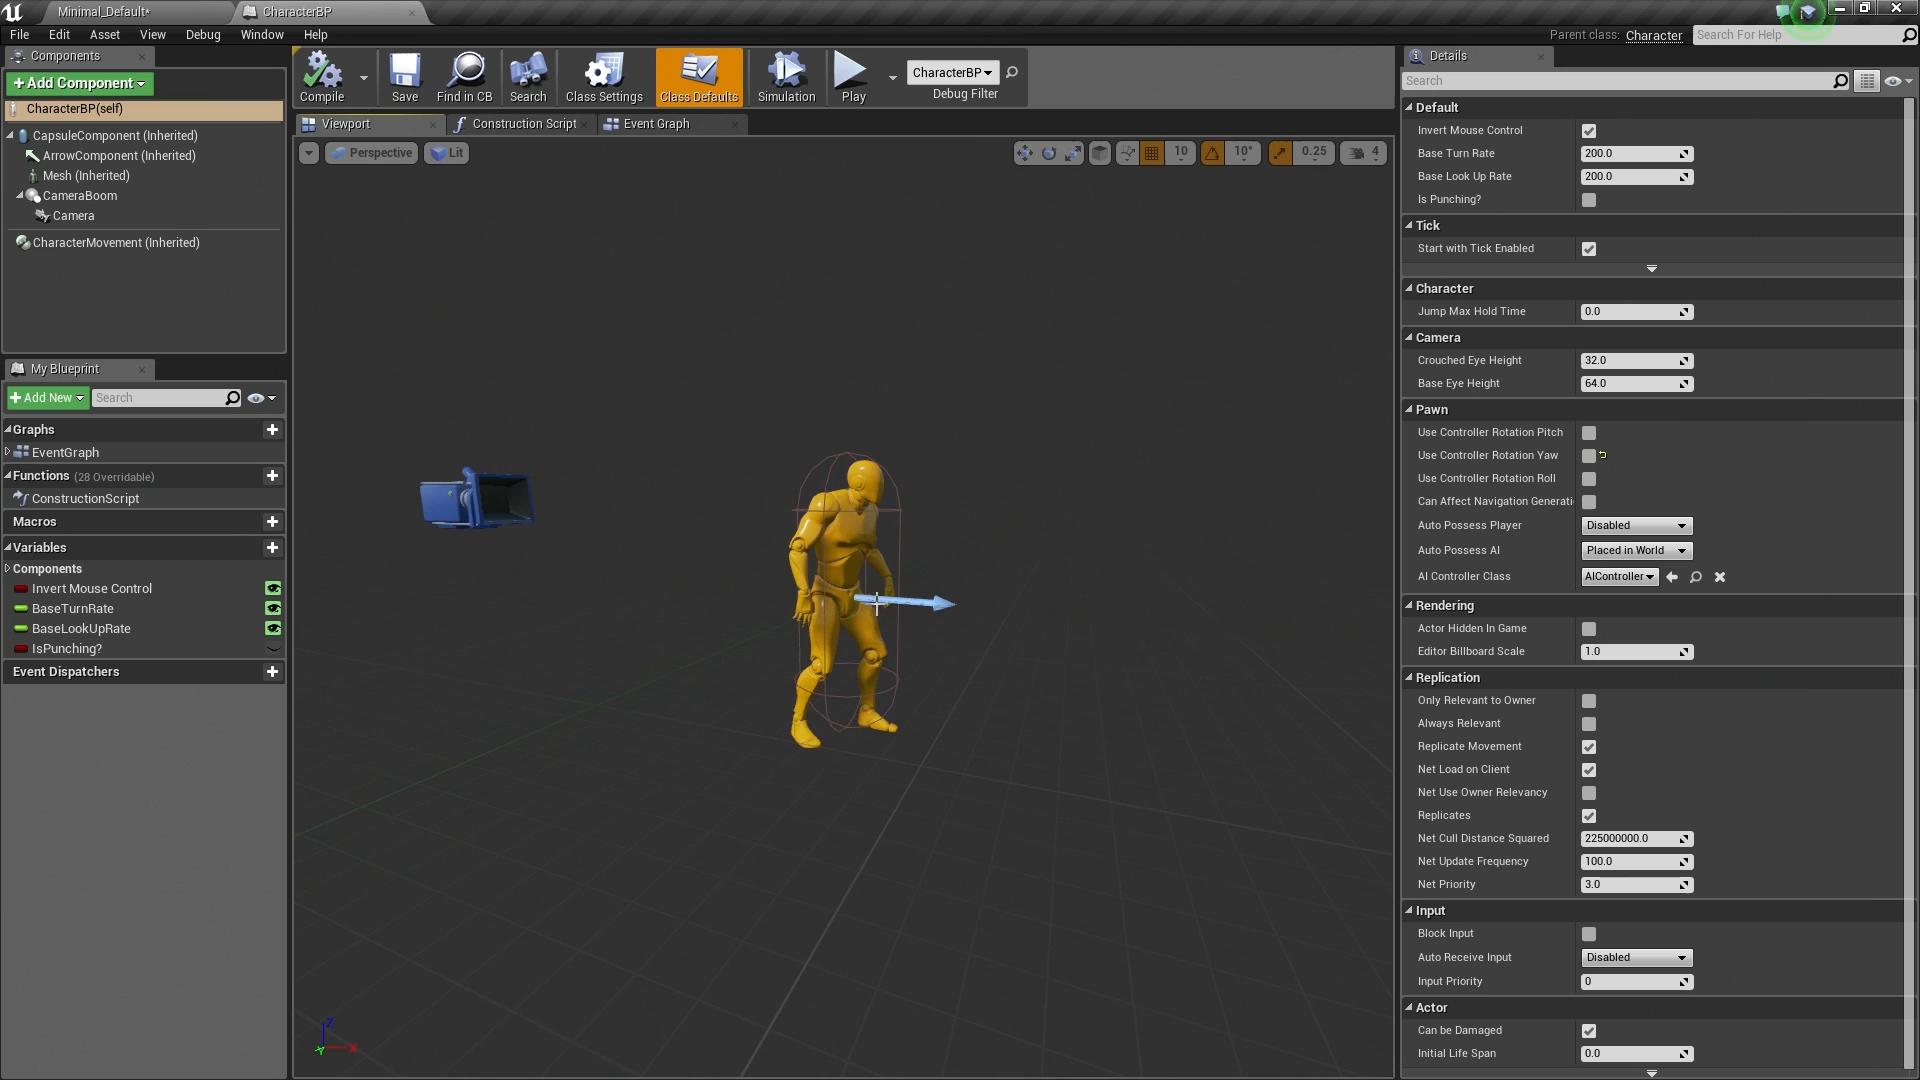 Minimal_Default*
CharacterBP
File Edit Asset View Debug Window Help
Parent class: Character
Search For Help
Components
+Add Component
CharacterBP(self)
CapsuleComponent (Inherited)
ArrowComponent (Inherited)
Mesh (Inherited)
CameraBoom
Camera
CharacterMovement (Inherited)
My Blueprint
+Add New
Search
Graphs
EventGraph
Functions (28 Overridable)
ConstructionScript
Macros
Variables
Components
Invert Mouse Control
BaseTurnRate
BaseLookUpRate
IsPunching?
Event Dispatchers
Compile
Save
Find in CB
Search
Class Settings
Class Defaults
Simulation
Play
CharacterBP
Debug Filter
Viewport
Construction Script
Event Graph
Perspective
Lit
10
10°
0.25
4
Z
X
Y
Details
Search
Default
Invert Mouse Control
Base Turn Rate 200.0
Base Look Up Rate 200.0
Is Punching?
Tick
Start with Tick Enabled
Character
Jump Max Hold Time 0.0
Camera
Crouched Eye Height 32.0
Base Eye Height 64.0
Pawn
Use Controller Rotation Pitch
Use Controller Rotation Yaw
Use Controller Rotation Roll
Can Affect Navigation Generati
Auto Possess Player Disabled
Auto Possess AI Placed in World
AI Controller Class AIController
Rendering
Actor Hidden In Game
Editor Billboard Scale 1.0
Replication
Only Relevant to Owner
Always Relevant
Replicate Movement
Net Load on Client
Net Use Owner Relevancy
Replicates
Net Cull Distance Squared 225000000.0
Net Update Frequency 100.0
Net Priority 3.0
Input
Block Input
Auto Receive Input Disabled
Input Priority 0
Actor
Can be Damaged
Initial Life Span 0.0